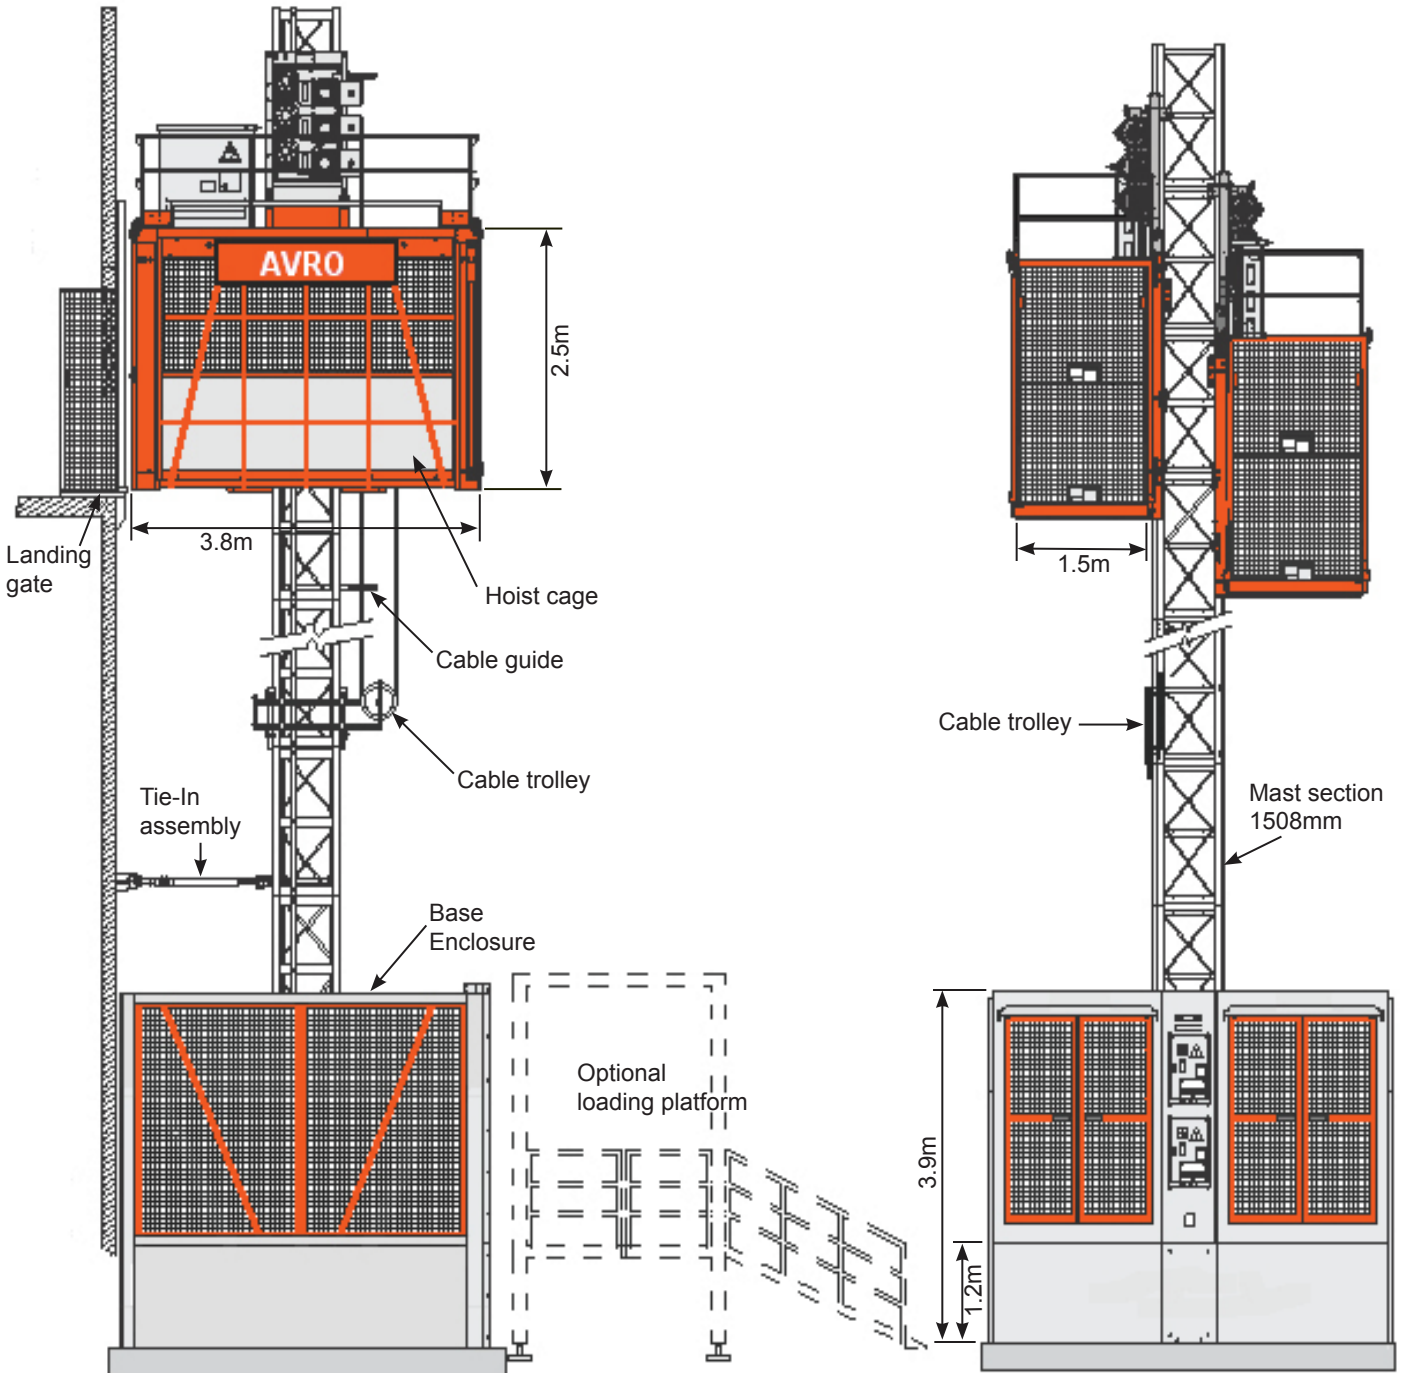 AVRO
2.5m
3.8m
Landing
gate
Hoist cage
Cable guide
Cable trolley
Tie-In
assembly
Base
Enclosure
Optional
loading platform
1.5m
Cable trolley
Mast section
1508mm
3.9m
1.2m